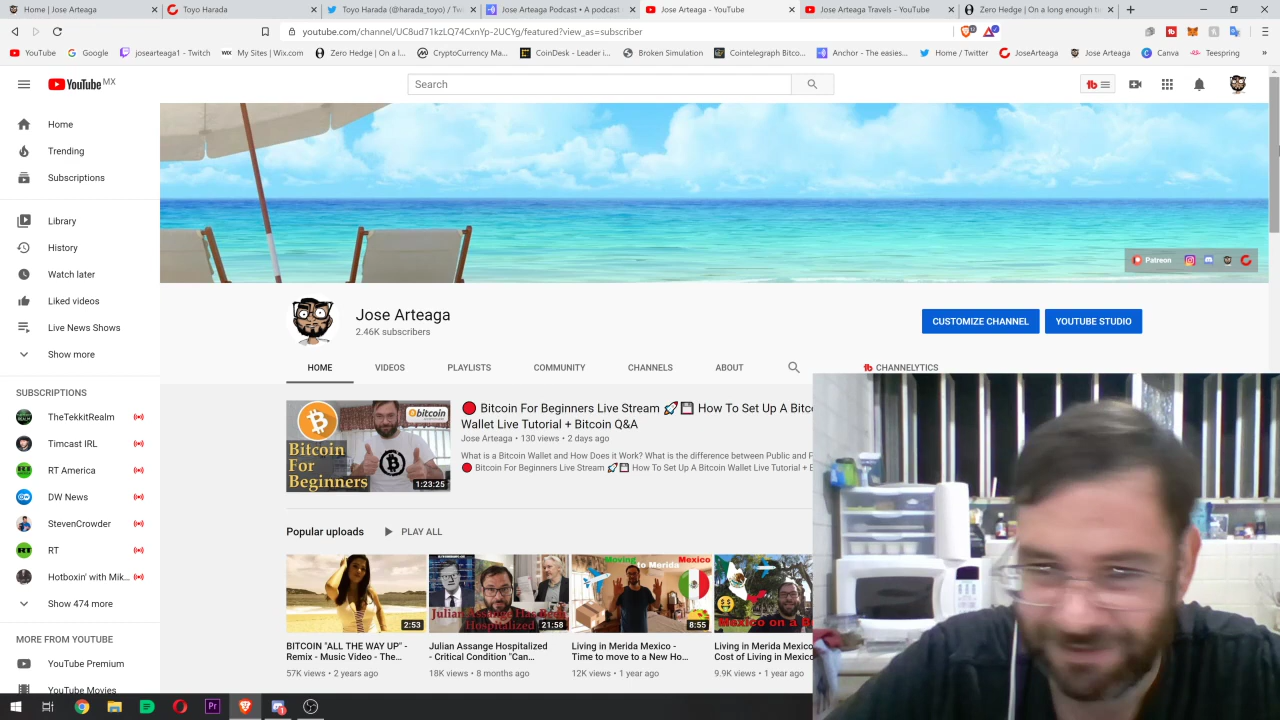 Home | Jose Arteaga
Toyo Harada
Toyo Harada (@harada_toyo) / Twi
Jose Arteaga Podcast • A podcast
Jose Arteaga - YouTube
Jose Arteaga Travels - YouTube
Zero Hedge | On a long enough ti
youtube.com/channel/UC8ud71kzLQ74CxnYp-2UCYg/featured?view_as=subscriber
YouTube
Google
josearteaga1 - Twitch
My Sites | Wix.com
Zero Hedge | On a l...
CryptoCurrency Ma...
CoinDesk - Leader i...
Broken Simulation
Cointelegraph Bitco...
Anchor - The easies...
Home / Twitter
JoseArteaga
Jose Arteaga
Canva
Teespring
YouTube MX
Search
Home
Trending
Subscriptions
Library
History
Watch later
Liked videos
Live News Shows
Show more
SUBSCRIPTIONS
TheTekkitRealm
Timcast IRL
RT America
DW News
StevenCrowder
RT
Hotboxin' with Mik...
Show 474 more
MORE FROM YOUTUBE
YouTube Premium
YouTube Movies
Patreon
Jose Arteaga
2.46K subscribers
CUSTOMIZE CHANNEL
YOUTUBE STUDIO
HOME
VIDEOS
PLAYLISTS
COMMUNITY
CHANNELS
ABOUT
CHANNELYTICS
bitcoin
Bitcoin
For
Beginners
1:23:25
🔴 Bitcoin For Beginners Live Stream 🚀💾 How To Set Up A Bitc
Wallet Live Tutorial + Bitcoin Q&A
Jose Arteaga • 130 views • 2 days ago
What is a Bitcoin Wallet and How Does it Work? What is the difference between Public and P
🔴 Bitcoin For Beginners Live Stream 🚀💾 How To Set Up A Bitcoin Wallet Live Tutorial + B
Popular uploads
PLAY ALL
2:53
Julian Assange Has Been
Hospitalized
21:58
Moving
to Merida
Mexico
8:55
Mexico on a B
BITCOIN "ALL THE WAY UP" -
Remix - Music Video - The...
57K views • 2 years ago
Julian Assange Hospitalized
- Critical Condition "Can...
18K views • 8 months ago
Living in Merida Mexico -
Time to move to a New Ho...
12K views • 1 year ago
Living in Merida Mexico
Cost of Living in Mexico
9.9K views • 1 year ago